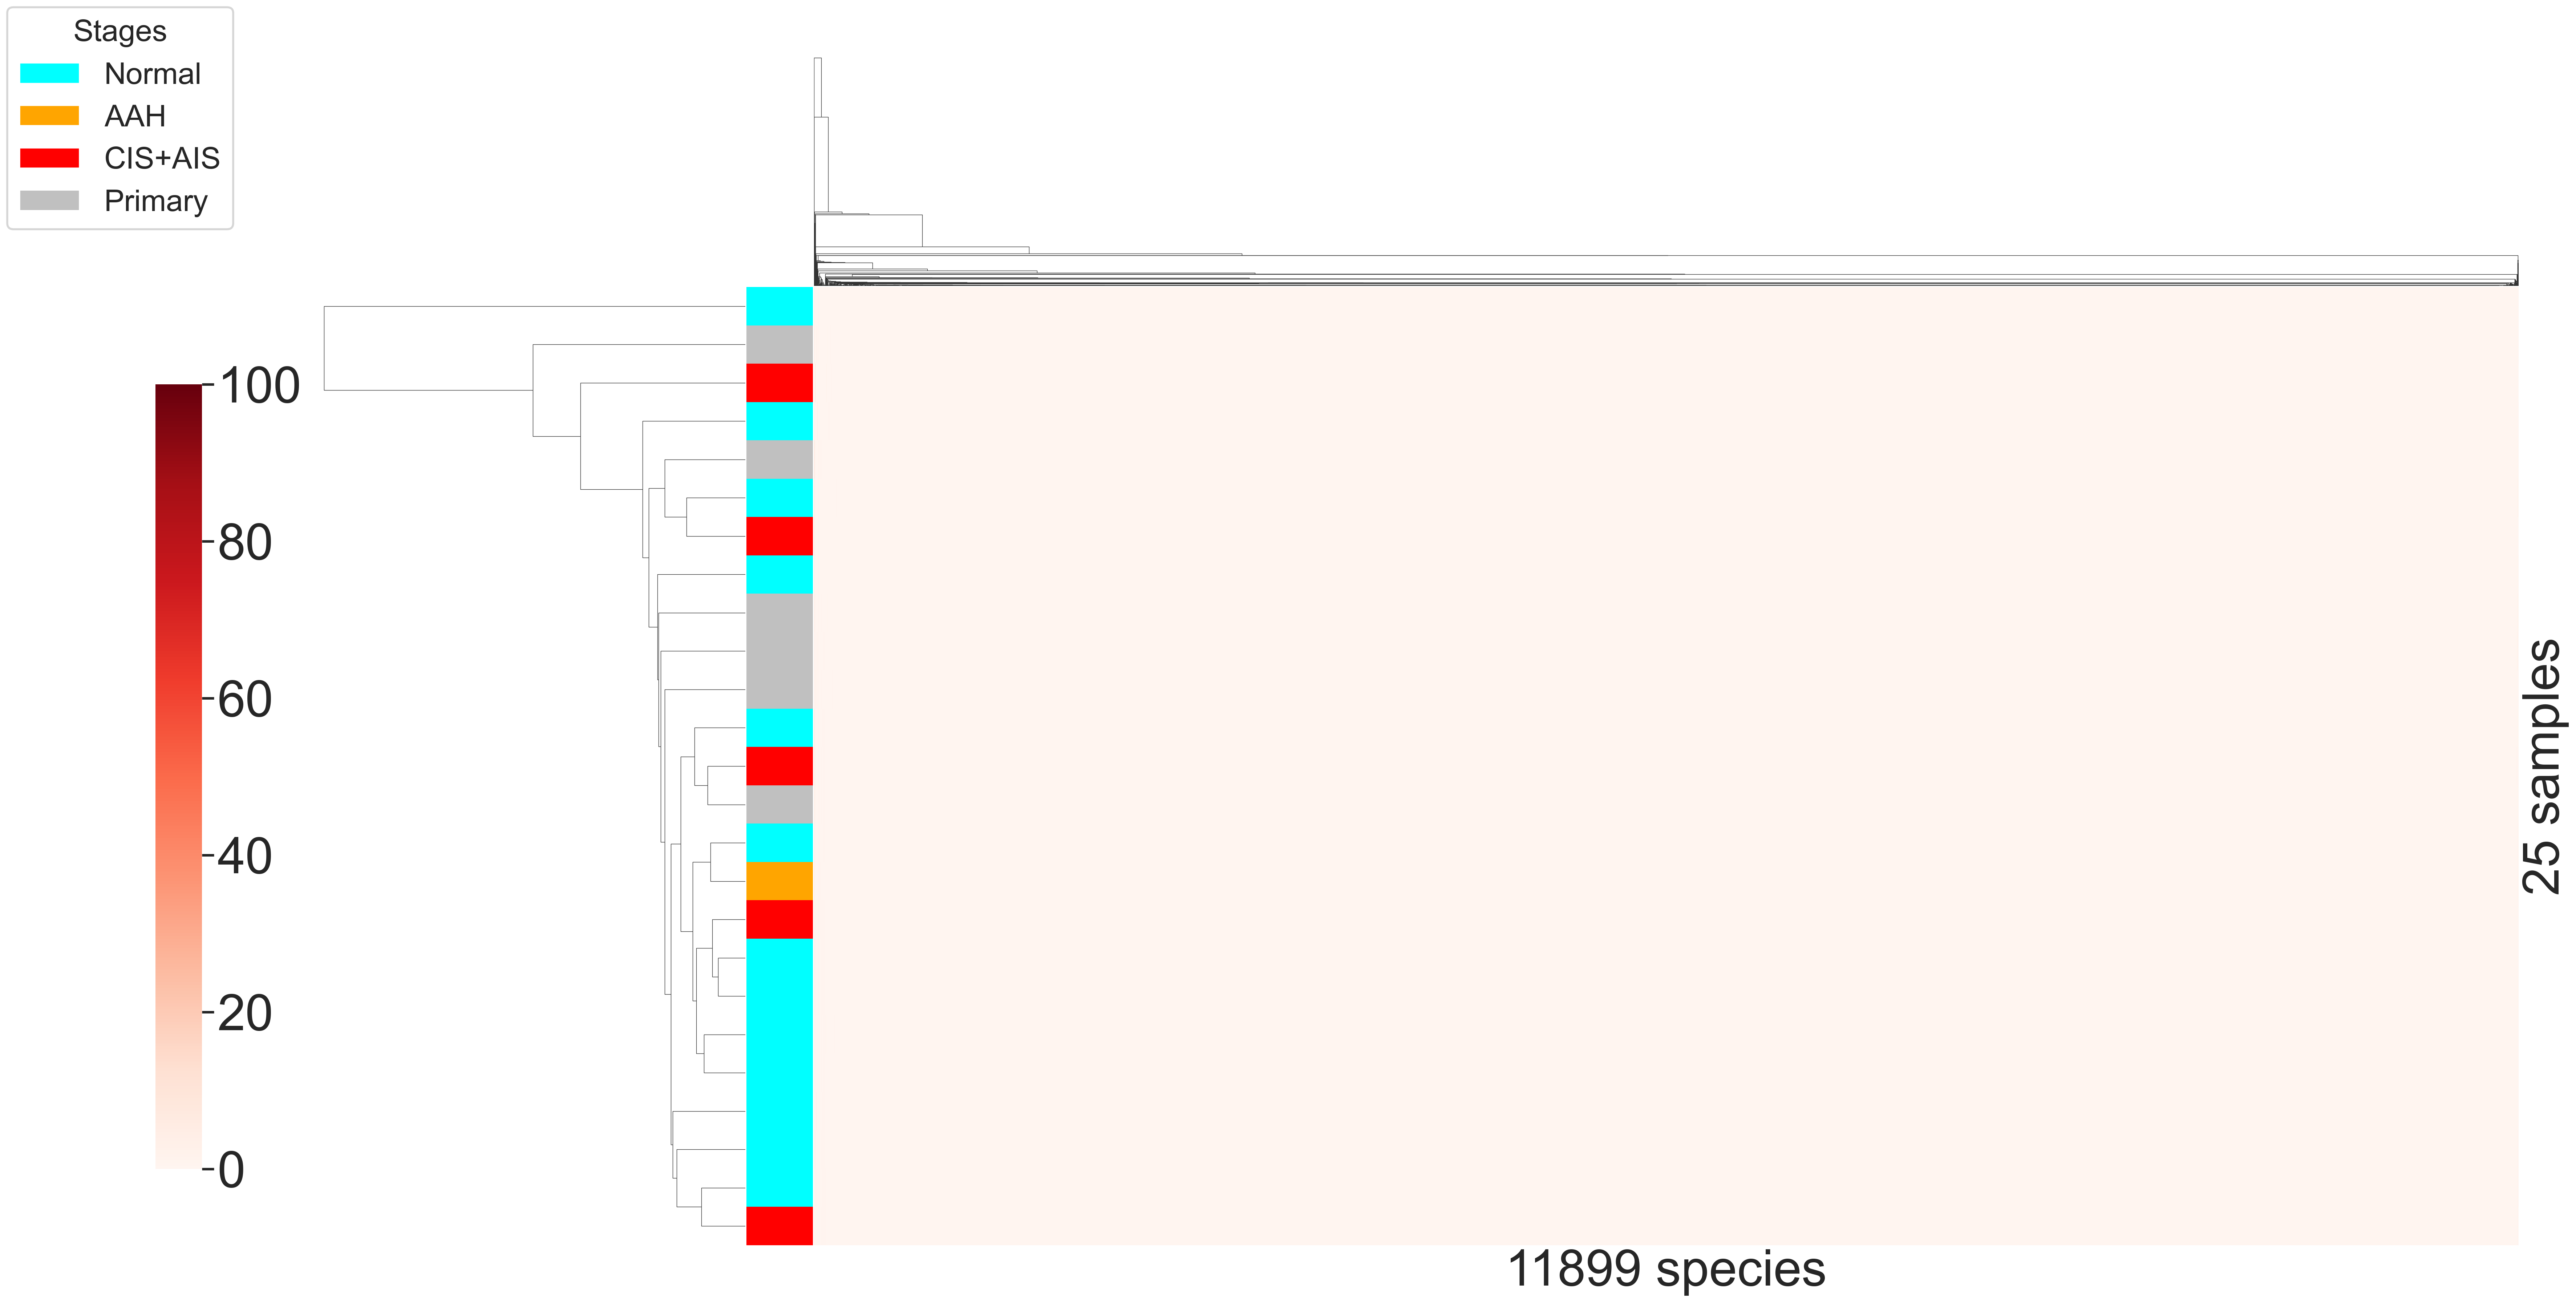 Stages
Normal
AAH
CIS+AIS
Primary
100
80
60
40
20
0
25 samples
11899 species